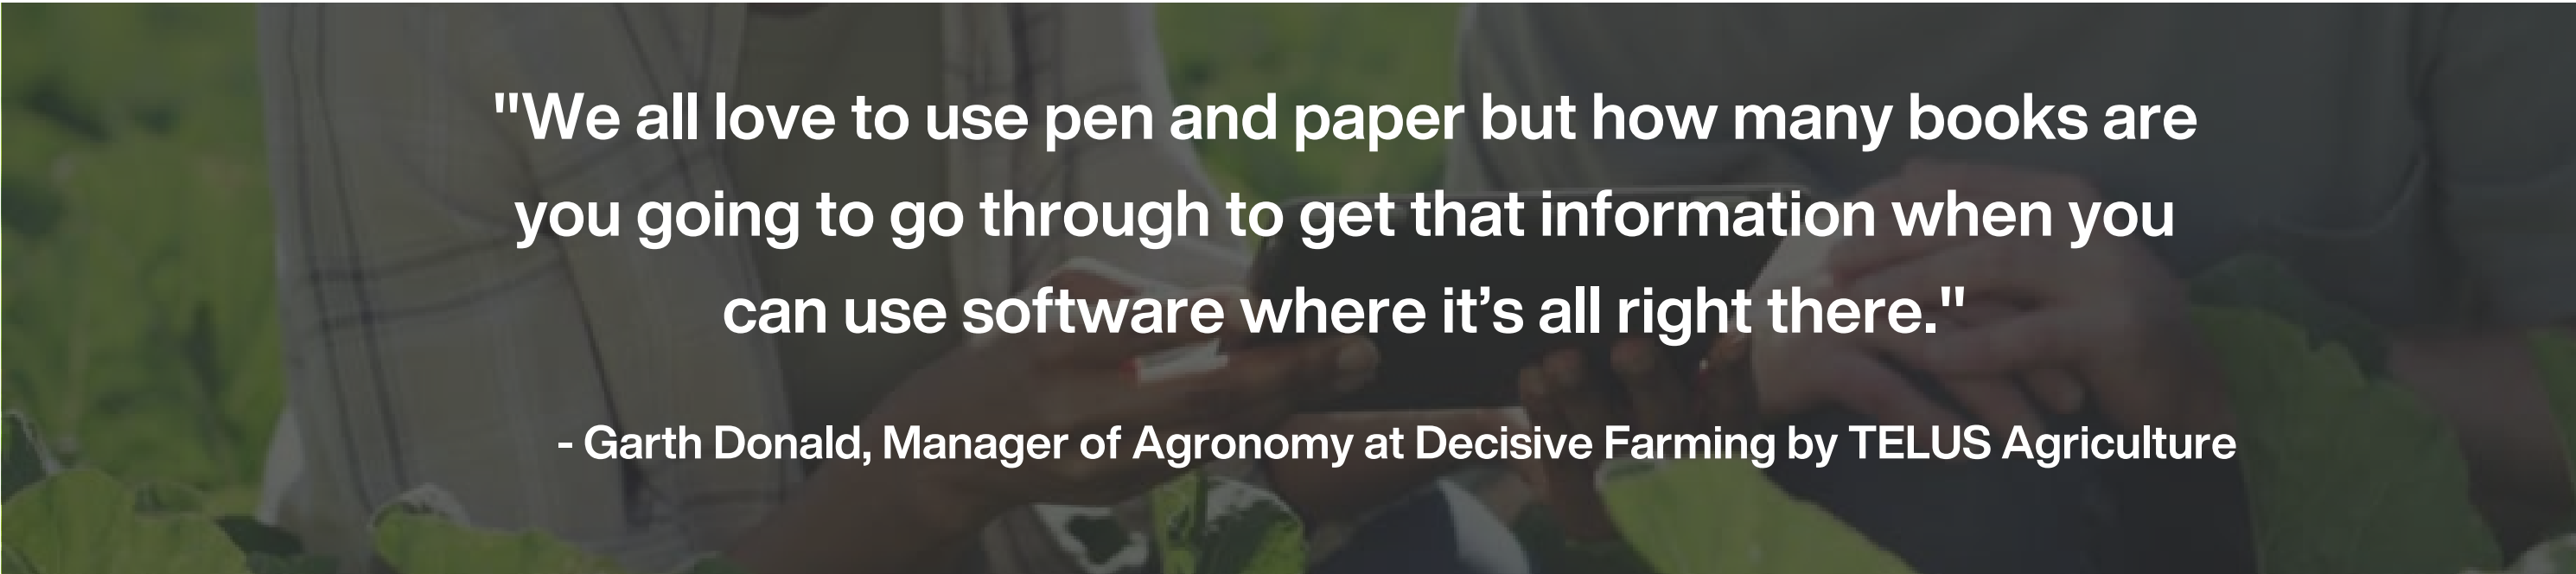 "We all love to use pen and paper but how many books are
you going to go through to get that information when you
can use software where it’s all right there."
- Garth Donald, Manager of Agronomy at Decisive Farming by TELUS Agriculture